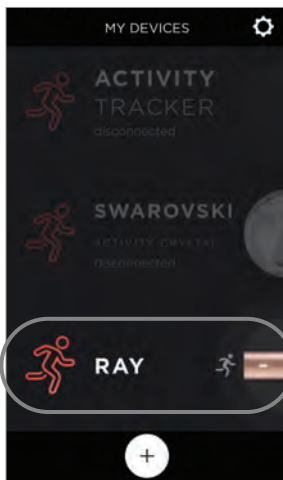 MY DEVICES
ACTIVITY
TRACKER
disconnected
SWAROVSKI
ACTIVITY CRYSTAL
disconnected
RAY
+